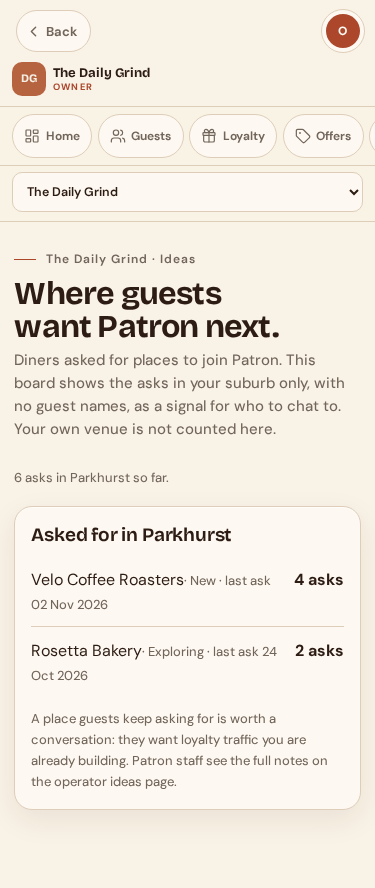 Back
O
DG
The Daily Grind
OWNER
Home
Guests
Loyalty
Offers
The Daily Grind
The Daily Grind · Ideas
Where guests
want Patron next.
Diners asked for places to join Patron. This
board shows the asks in your suburb only, with
no guest names, as a signal for who to chat to.
Your own venue is not counted here.
6 asks in Parkhurst so far.
Asked for in Parkhurst
Velo Coffee Roasters· New · last ask 4 asks
02 Nov 2026
Rosetta Bakery· Exploring · last ask 24 2 asks
Oct 2026
A place guests keep asking for is worth a
conversation: they want loyalty traffic you are
already building. Patron staff see the full notes on
the operator ideas page.